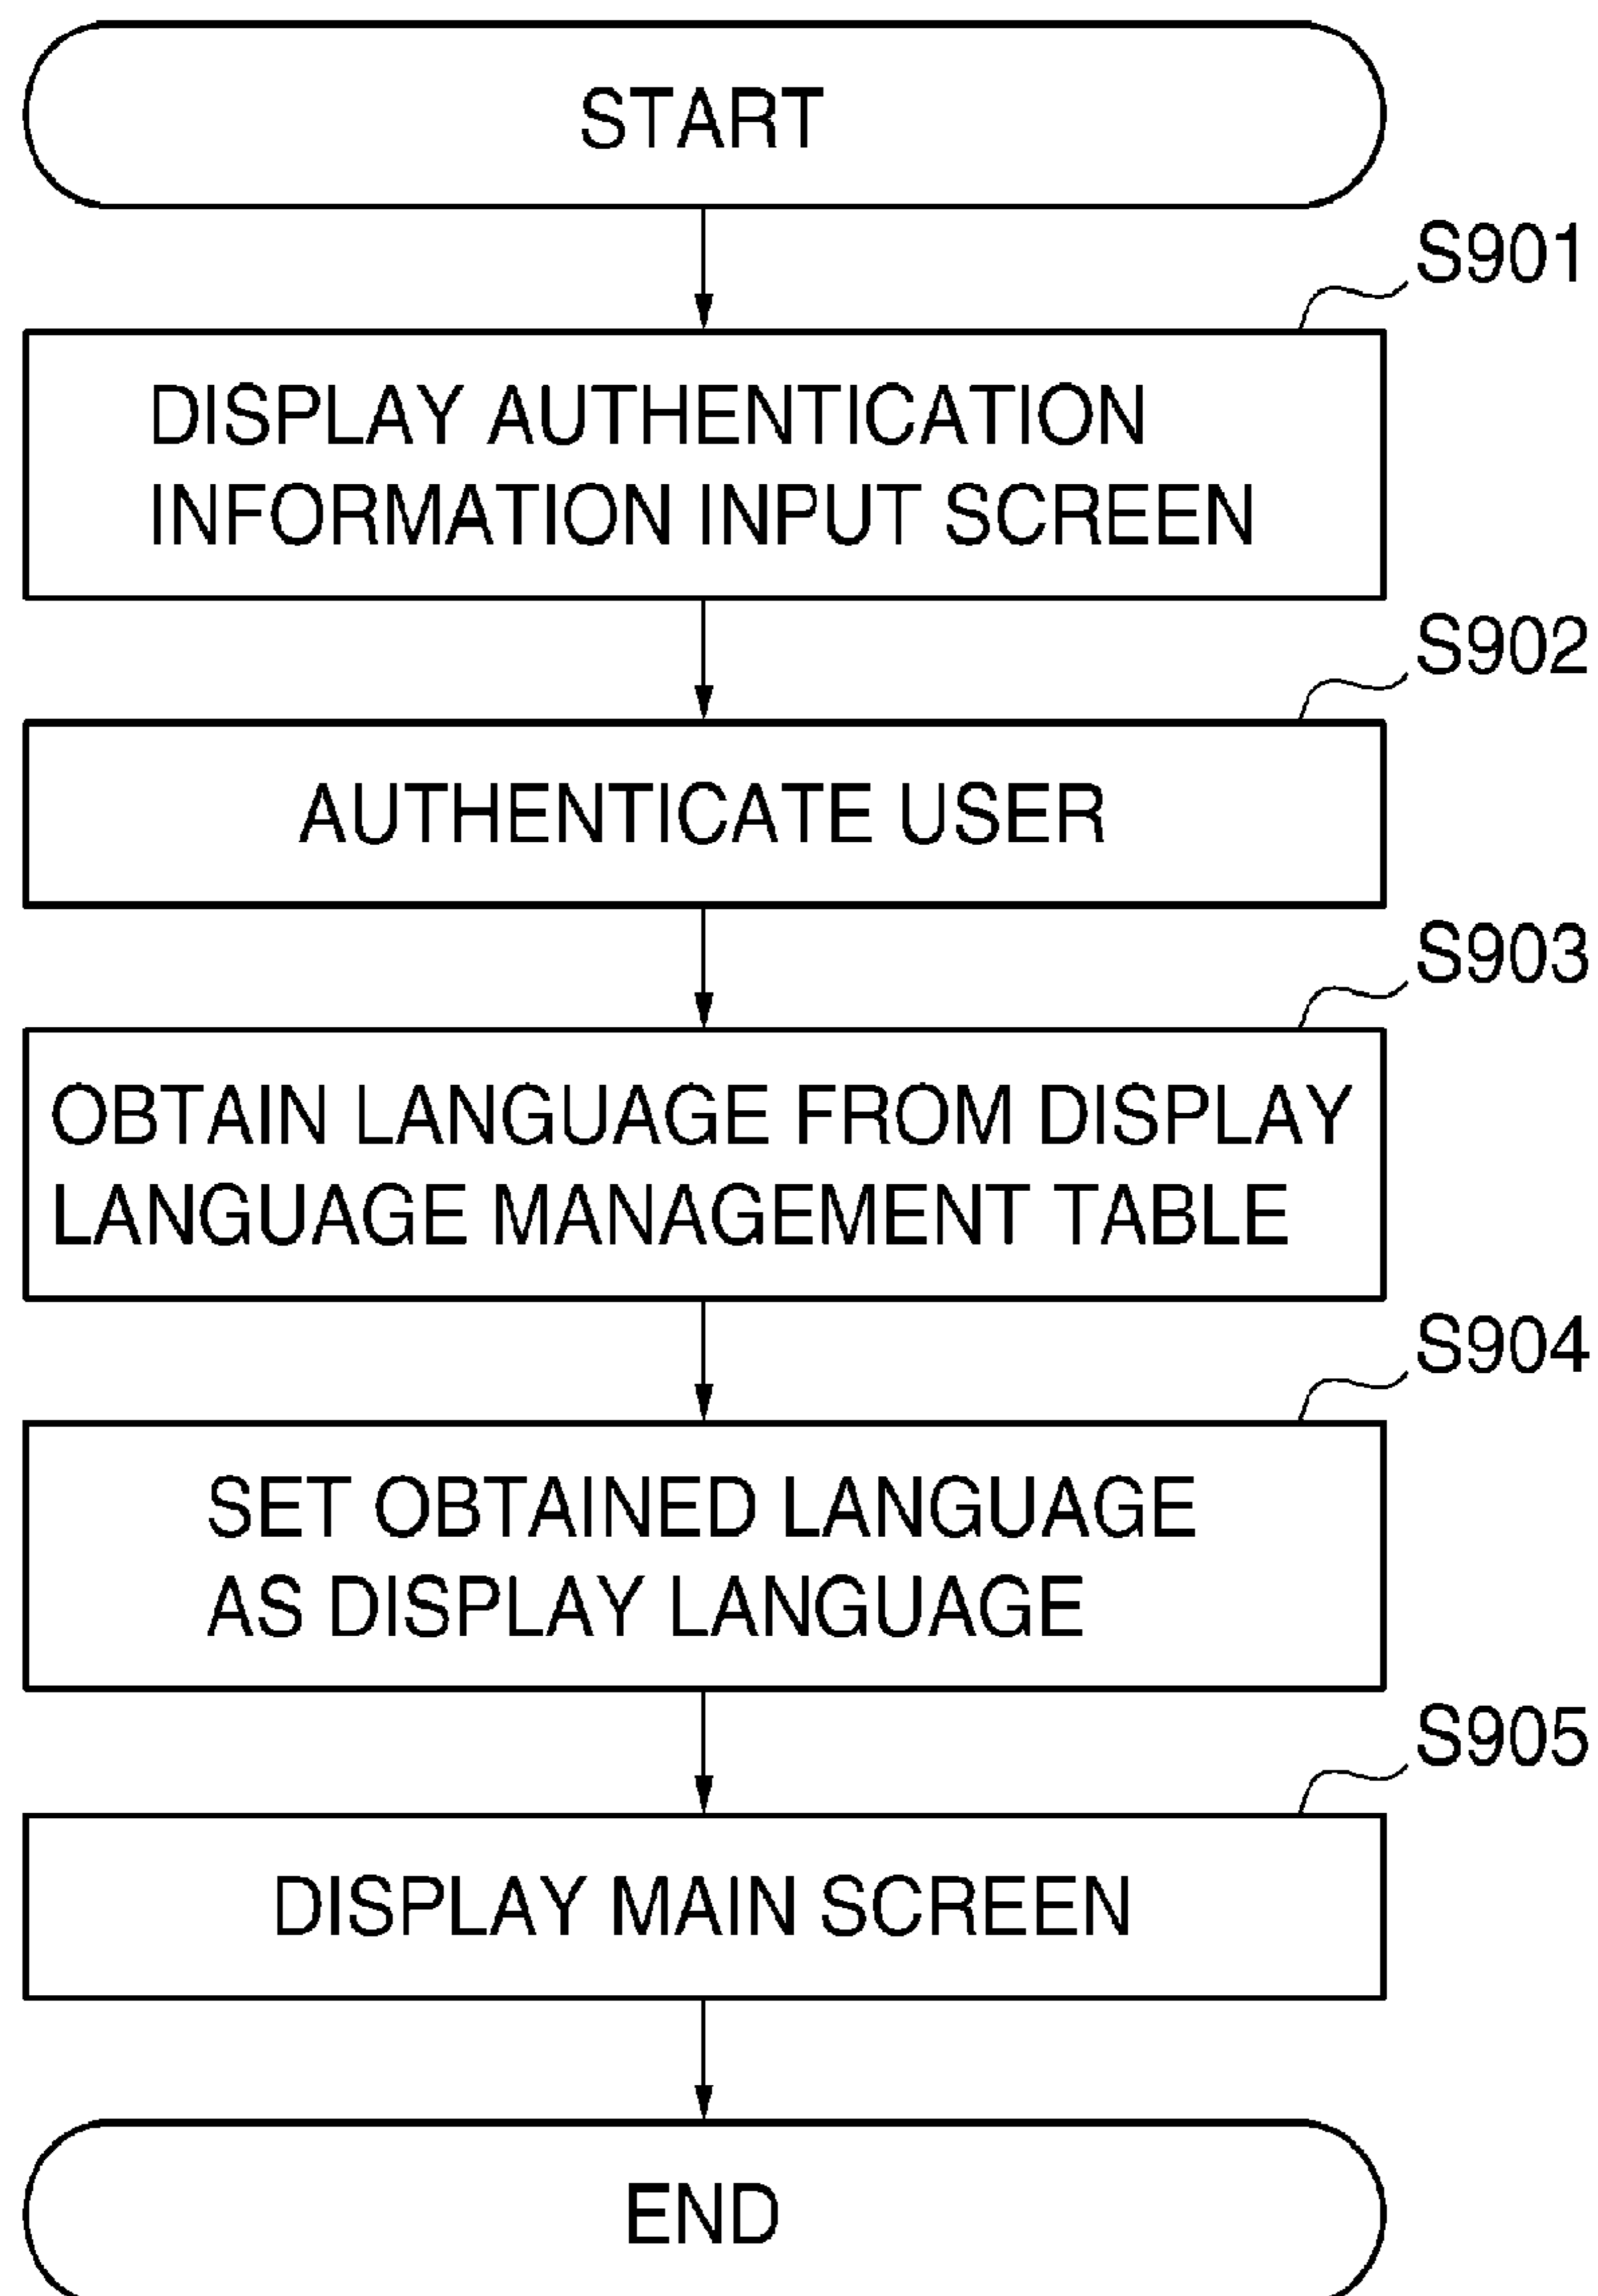 START
S901
DISPLAY AUTHENTICATION
INFORMATION INPUT SCREEN
S902
AUTHENTICATE USER
S903
OBTAIN LANGUAGE FROM DISPLAY
LANGUAGE MANAGEMENT TABLE
S904
SET OBTAINED LANGUAGE
AS DISPLAY LANGUAGE
S905
DISPLAY MAIN SCREEN
END